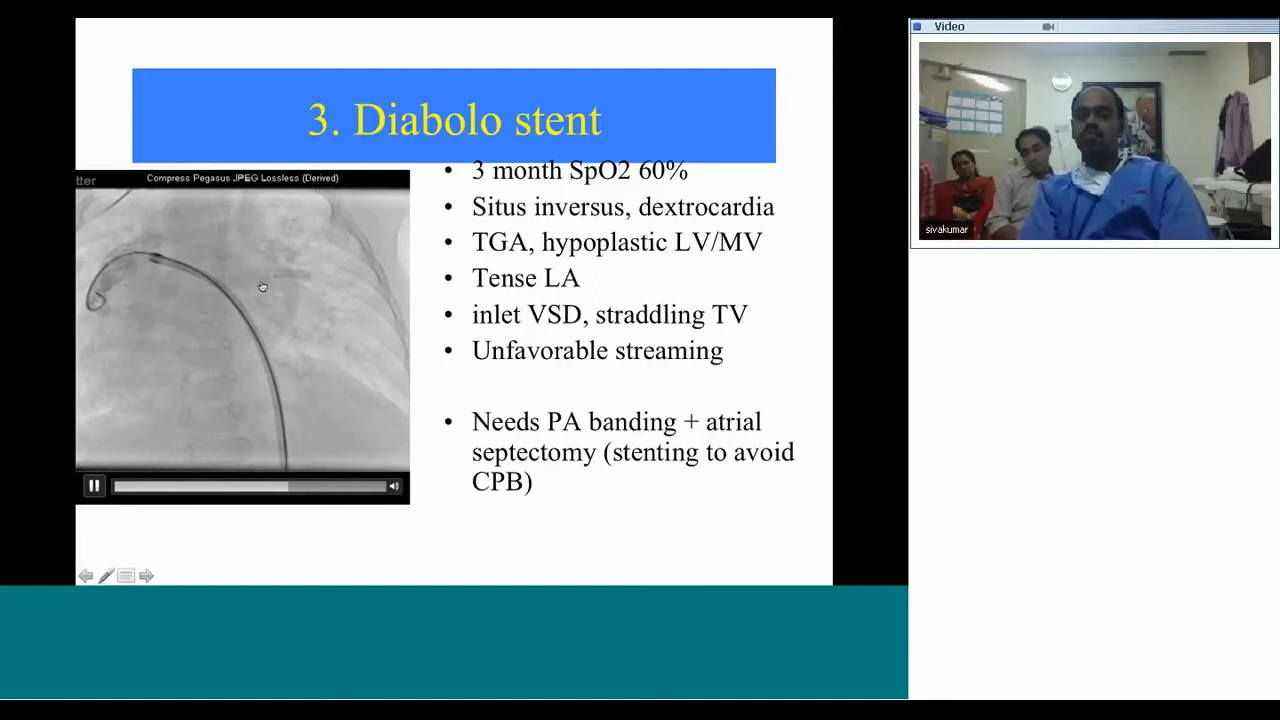 Video
3. Diabolo stent
tter
Compress Pegasus JPEG Lossless (Derived)
• 3 month SpO2 60%
• Situs inversus, dextrocardia
• TGA, hypoplastic LV/MV
• Tense LA
• inlet VSD, straddling TV
• Unfavorable streaming
• Needs PA banding + atrial
septectomy (stenting to avoid
CPB)
sivakumar